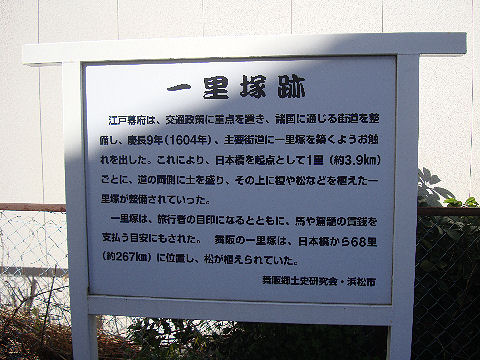 一里塚跡
江戸幕府は、交通政策に重点を置き、諸国に通じる街道を整
備し、慶長9年(1604年)、主要街道に一里塚を築くようお触
れを出した。これにより、日本橋を起点として1里(約3.9km)
ごとに、道の両側に土を盛り、その上に榎や松などを植えた一
里塚が整備されていった。
一里塚は、旅行者の目印になるとともに、馬や駕籠の賃銭を
支払う目安にもされた。 舞阪の一里塚は、日本橋から68里
(約267km)に位置し、松が植えられていた。
舞阪郷土史研究会・浜松市